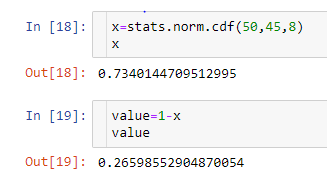 In [18]: x=stats.norm.cdf(50,45,8)
x
Out[18]: 0.7340144709512995
In [19]: value=1-x
value
Out[19]: 0.26598552904870054